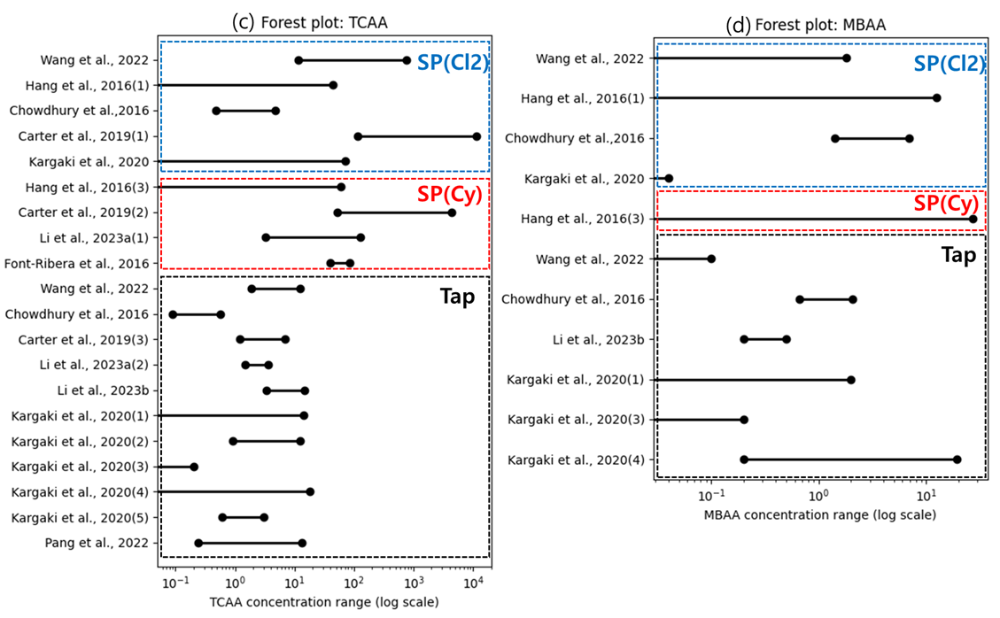 (c) Forest plot: TCAA
Wang et al., 2022
Hang et al., 2016(1)
Chowdhury et al.,2016
Carter et al., 2019(1)
Kargaki et al., 2020
Hang et al., 2016(3)
Carter et al., 2019(2)
Li et al., 2023a(1)
Font-Ribera et al., 2016
Wang et al., 2022
Chowdhury et al., 2016
Carter et al., 2019(3)
Li et al., 2023a(2)
Li et al., 2023b
Kargaki et al., 2020(1)
Kargaki et al., 2020(2)
Kargaki et al., 2020(3)
Kargaki et al., 2020(4)
Kargaki et al., 2020(5)
Pang et al., 2022
SP(Cl2)
SP(Cy)
Tap
10⁻¹ 10⁰ 10¹ 10² 10³ 10⁴
TCAA concentration range (log scale)
(d) Forest plot: MBAA
Wang et al., 2022
Hang et al., 2016(1)
Chowdhury et al.,2016
Kargaki et al., 2020
Hang et al., 2016(3)
Wang et al., 2022
Chowdhury et al., 2016
Li et al., 2023b
Kargaki et al., 2020(1)
Kargaki et al., 2020(3)
Kargaki et al., 2020(4)
SP(Cl2)
SP(Cy)
Tap
10⁻¹ 10⁰ 10¹
MBAA concentration range (log scale)